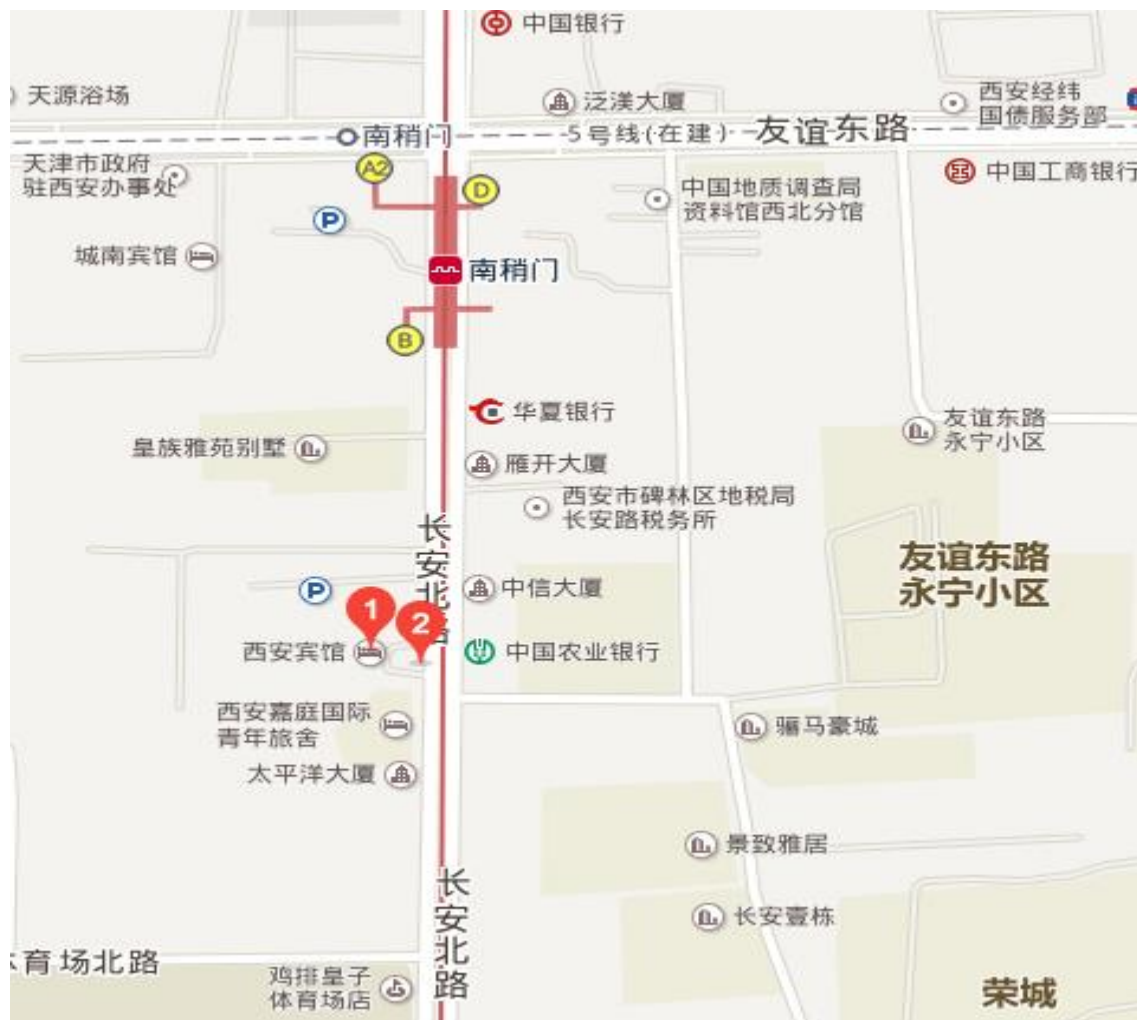 中国银行
天源浴场
泛渼大厦
西安经纬
国债服务部
南稍门
5号线(在建)
友谊东路
天津市政府
驻西安办事处
A2
D
P
中国地质调查局
资料馆西北分馆
中国工商银行
城南宾馆
南稍门
B
华夏银行
友谊东路
永宁小区
皇族雅苑别墅
雁开大厦
西安市碑林区地税局
长安路税务所
长安北路
友谊东路
永宁小区
P
中信大厦
1
2
西安宾馆
中国农业银行
西安嘉庭国际
青年旅舍
骊马豪城
太平洋大厦
景致雅居
长安北路
长安壹栋
育场北路
鸡排皇子
体育场店
荣城